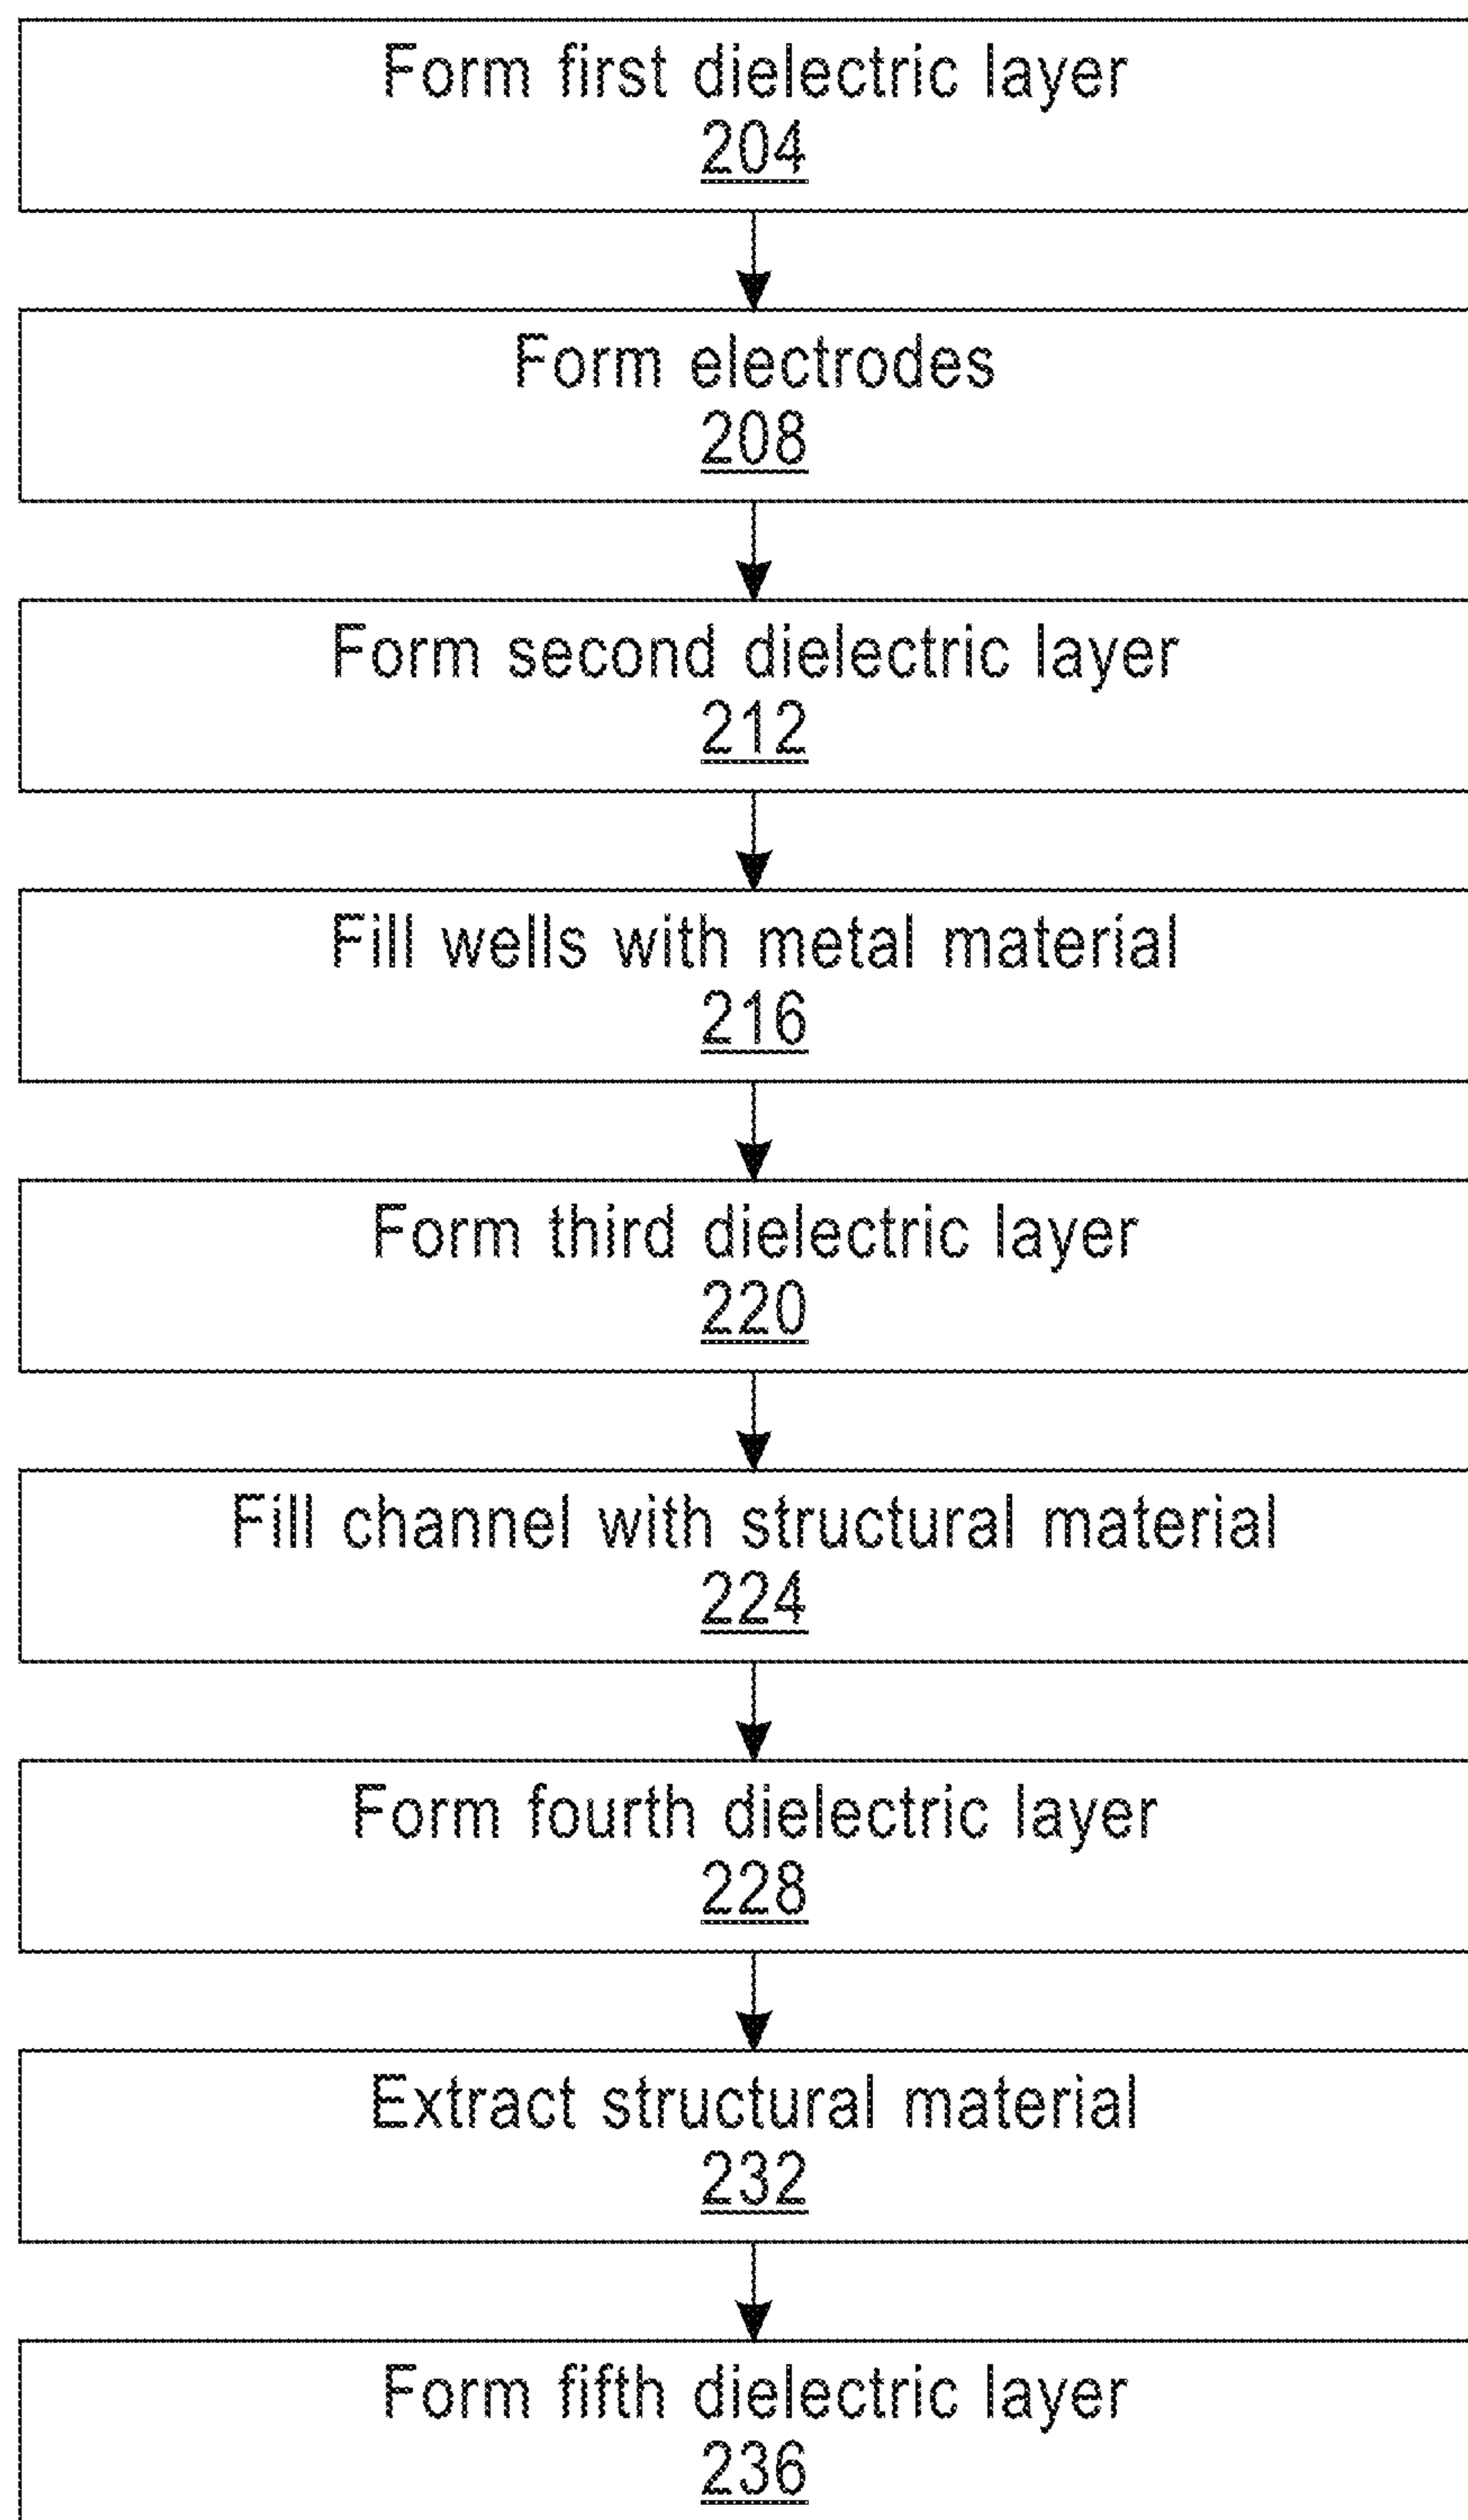 Form first dielectric layer
204
Form electrodes
208
Form second dielectric layer
212
Fill wells with metal material
216
Form third dielectric layer
220
Fill channel with structural material
224
Form fourth dielectric layer
228
Extract structural material
232
Form fifth dielectric layer
236